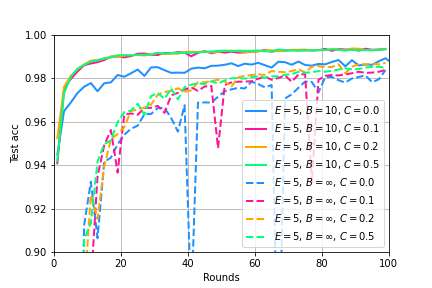 1.00
0.98
0.96
0.94
0.92
0.90
Test acc
0
20
40
60
80
100
Rounds
E = 5, B = 10, C = 0.0
E = 5, B = 10, C = 0.1
E = 5, B = 10, C = 0.2
E = 5, B = 10, C = 0.5
E = 5, B = ∞, C = 0.0
E = 5, B = ∞, C = 0.1
E = 5, B = ∞, C = 0.2
E = 5, B = ∞, C = 0.5